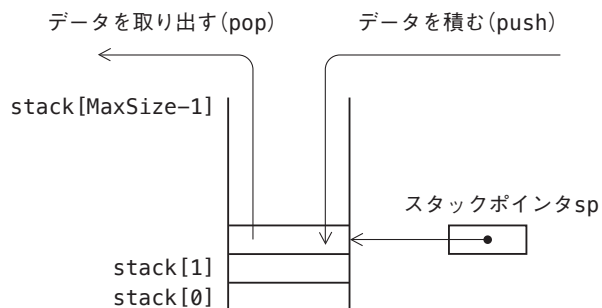 データを取り出す(pop)
データを積む(push)
stack[MaxSize-1]
スタックポインタsp
stack[1]
stack[0]